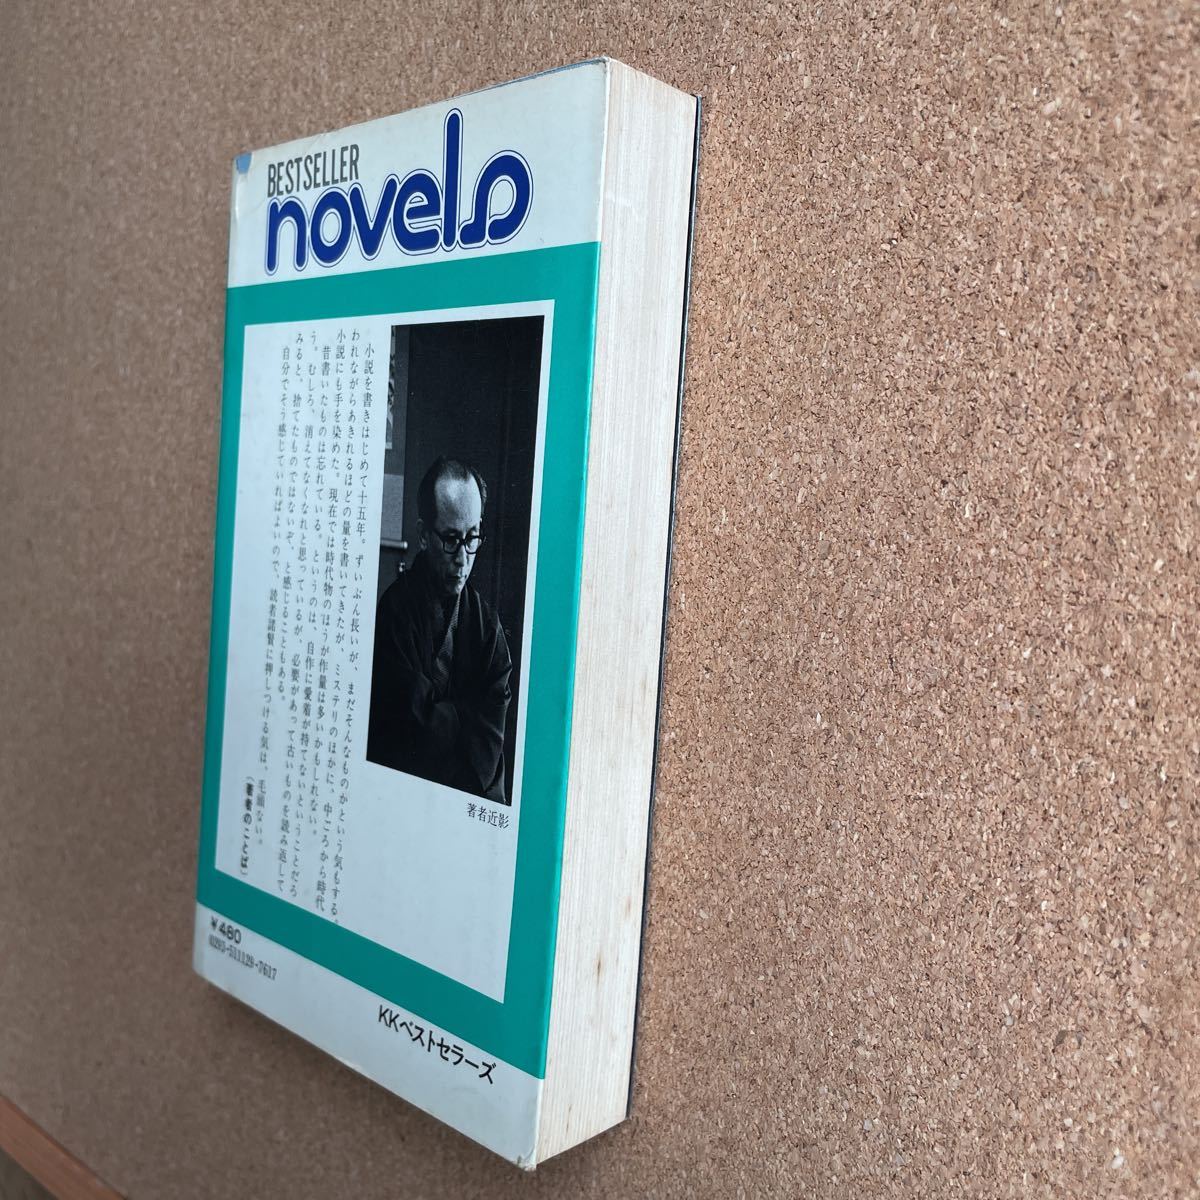 BESTSELLER
novels
小説を書きはじめて十五年。ずいぶん長いが、まだそんなものかという気もする。
われながらあきれるほどの量を書いてきたが、ミステリのほかに、中ごろから時代
小説にも手を染めた。現在では時代物のほうが作量は多いかもしれない。
昔書いたものは忘れている。というのは、自作に愛着が持てないということだろ
う。むしろ、消えてなくなれと思っているが、必要があって古いものを読み返して
みると、捨てたものではないぞ、と感じることもある。
自分でそう感じていればよいので、読者諸賢に押しつける気は、毛頭ない。
(著者のことば)
著者近影
¥480
0293-511129-7617
KKベストセラーズ